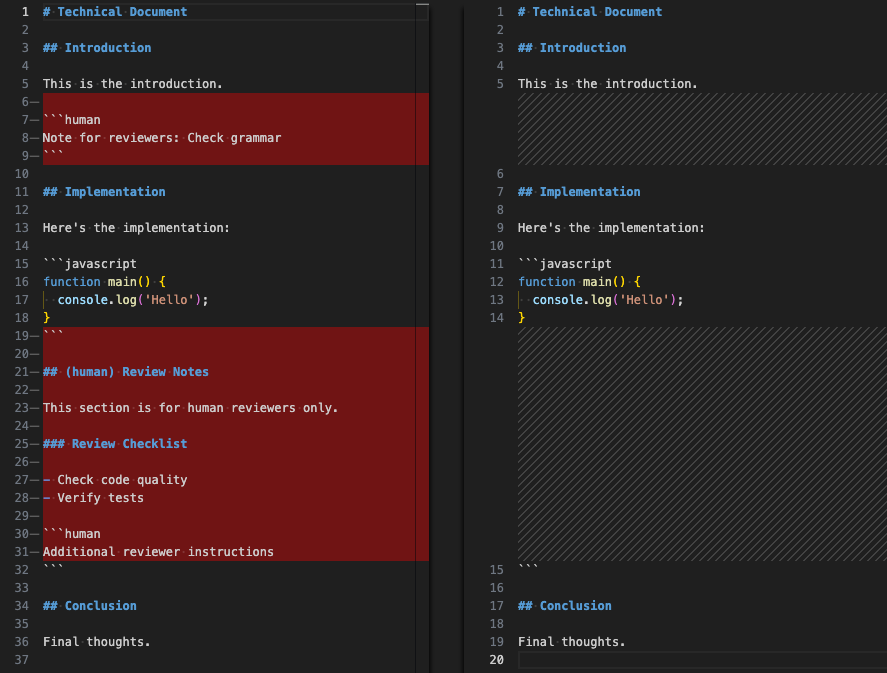 1 # Technical Document
2
3 ## Introduction
4
5 This is the introduction.
6—
7— ```human
8— Note for reviewers: Check grammar
9— ```
10
11 ## Implementation
12
13 Here's the implementation:
14
15 ```javascript
16 function main() {
17   console.log('Hello');
18 }
19— ```
20—
21— ## (human) Review Notes
22—
23— This section is for human reviewers only.
24—
25— ### Review Checklist
26—
27— - Check code quality
28— - Verify tests
29—
30— ```human
31— Additional reviewer instructions
32 ```
33
34 ## Conclusion
35
36 Final thoughts.
37
1 # Technical Document
2
3 ## Introduction
4
5 This is the introduction.
6
7 ## Implementation
8
9 Here's the implementation:
10
11 ```javascript
12 function main() {
13   console.log('Hello');
14 }
15 ```
16
17 ## Conclusion
18
19 Final thoughts.
20